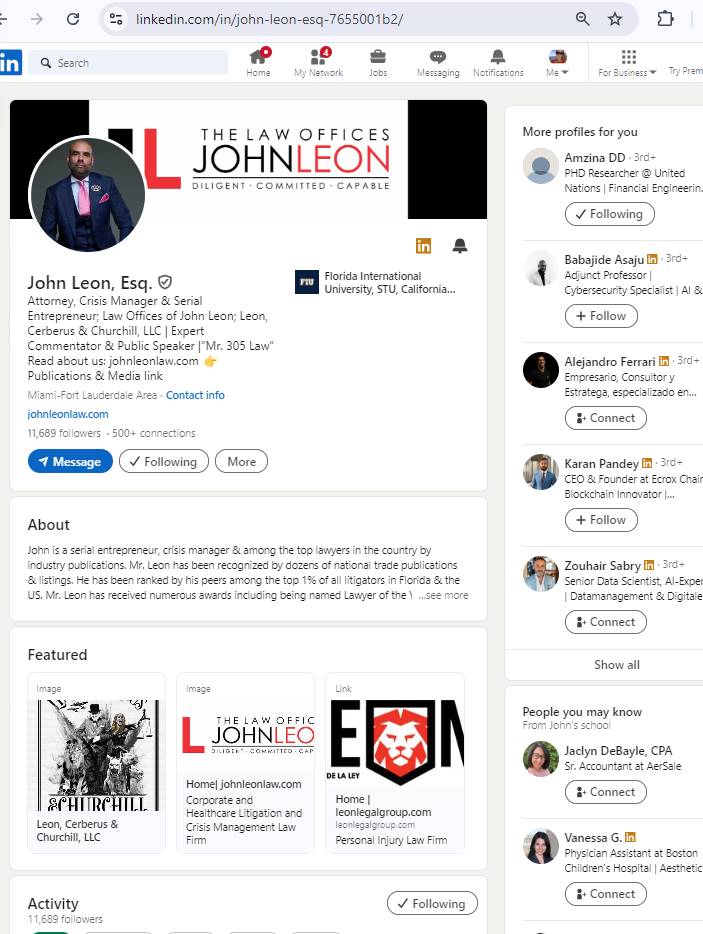 linkedin.com/in/john-leon-esq-7655001b2/
in
Search
Home
4
My Network
Jobs
Messaging
Notifications
Me
For Business
Try Prem
THE LAW OFFICES
L JOHNLEON
DILIGENT · COMMITTED · CAPABLE
in
John Leon, Esq.
Attorney, Crisis Manager & Serial
Entrepreneur; Law Offices of John Leon; Leon,
Cerberus & Churchill, LLC | Expert
Commentator & Public Speaker |"Mr. 305 Law"
Read about us: johnleonlaw.com 👉
Publications & Media link
FIU
Florida International
University, STU, California...
Miami-Fort Lauderdale Area · Contact info
johnleonlaw.com
11,689 followers · 500+ connections
Message
Following
More
About
John is a serial entrepreneur, crisis manager & among the top lawyers in the country by
industry publications. Mr. Leon has been recognized by dozens of national trade publications
& listings. He has been ranked by his peers among the top 1% of all litigators in Florida & the
US. Mr. Leon has received numerous awards including being named Lawyer of the \ ...see more
Featured
Image
&CHURCHILL
Leon, Cerberus &
Churchill, LLC
Image
THE LAW OFFIC
L JOHNLEO
DILIGENT · COMMITTED · CAP
Home| johnleonlaw.com
Corporate and
Healthcare Litigation and
Crisis Management Law
Firm
Link
E N
DE LA LEY
Home |
leonlegalgroup.com
leonlegalgroup.com
Personal Injury Law Firm
Activity
11,689 followers
Following
More profiles for you
Amzina DD · 3rd+
PHD Researcher @ United
Nations | Financial Engineerin.
Following
Babajide Asaju in · 3rd+
Adjunct Professor |
Cybersecurity Specialist | AI &
+ Follow
Alejandro Ferrari in · 3rd+
Empresario, Consultor y
Estratega, especializado en...
Connect
Karan Pandey in · 3rd+
CEO & Founder at Ecrox Chair
Blockchain Innovator |...
+ Follow
Zouhair Sabry in · 3rd+
Senior Data Scientist, AI-Exper
| Datamanagement & Digitale
Connect
Show all
People you may know
From John's school
Jaclyn DeBayle, CPA
Sr. Accountant at AerSale
Connect
Vanessa G. in
Physician Assistant at Boston
Children's Hospital | Aesthetic
Connect